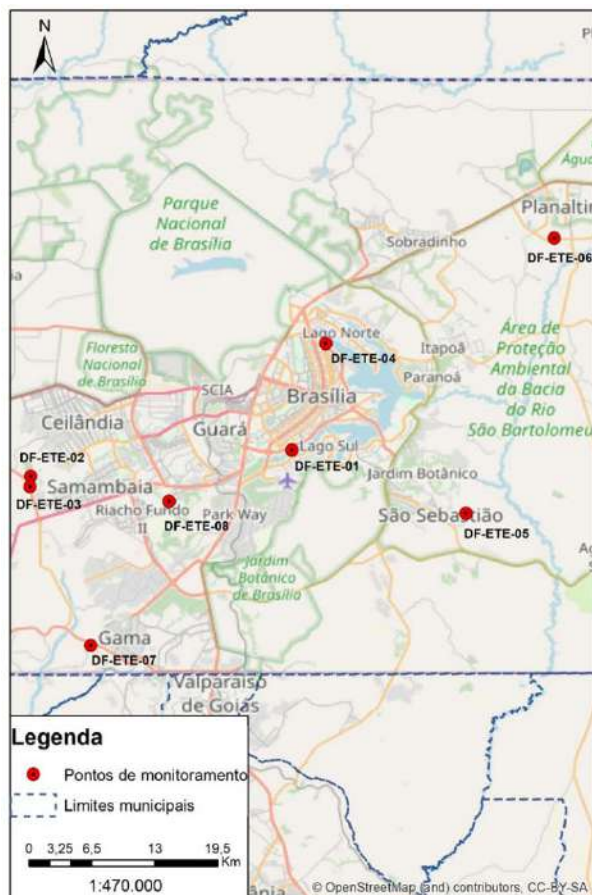 N
Pl
Águ
Parque
Nacional
de Brasília
Planaltin
Sobradinho
DF-ETE-06
Lago Norte
Itapoã
Área de
Proteção
Ambiental
da Bacia
do Rio
São Bartolomeu
DF-ETE-04
Floresta
Nacional
de Brasília
Paranoá
SCIA
Brasília
Ceilândia
Guará
Lago Sul
DF-ETE-02
DF-ETE-01
Jardim Botânico
Samambaia
DF-ETE-03
Riacho Fundo
II
DF-ETE-08
Park Way
São Sebastião
DF-ETE-05
Ag
S
Jardim
Botânico
de Brasília
Gama
DF-ETE-07
Valparaíso
de Goiás
Legenda
Pontos de monitoramento
Limites municipais
0 3,25 6,5 13 19,5
Km
1:470.000
ânia
© OpenStreetMap (and) contributors, CC-BY-SA